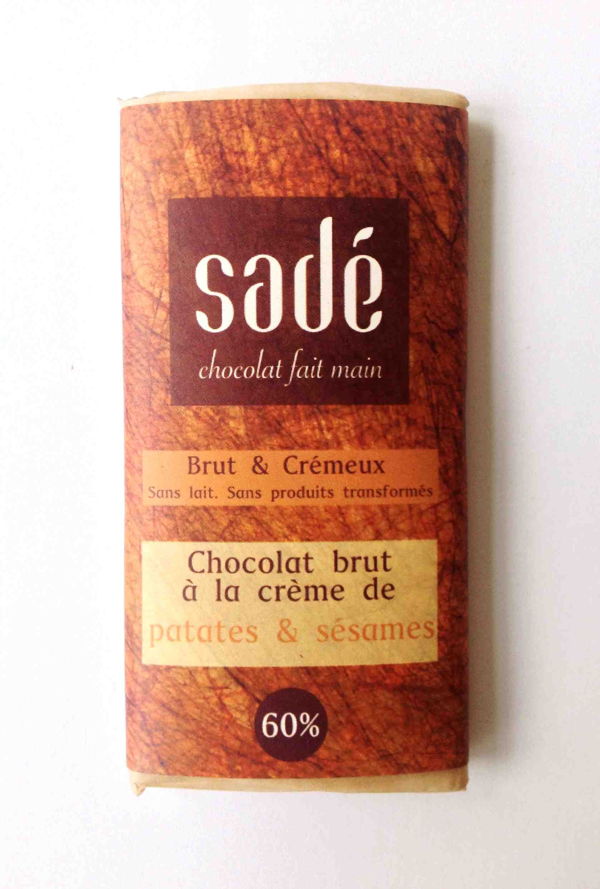 sadé
chocolat fait main
Brut & Crémeux
Sans lait. Sans produits transformés
Chocolat brut
à la crème de
patates & sésames
60%